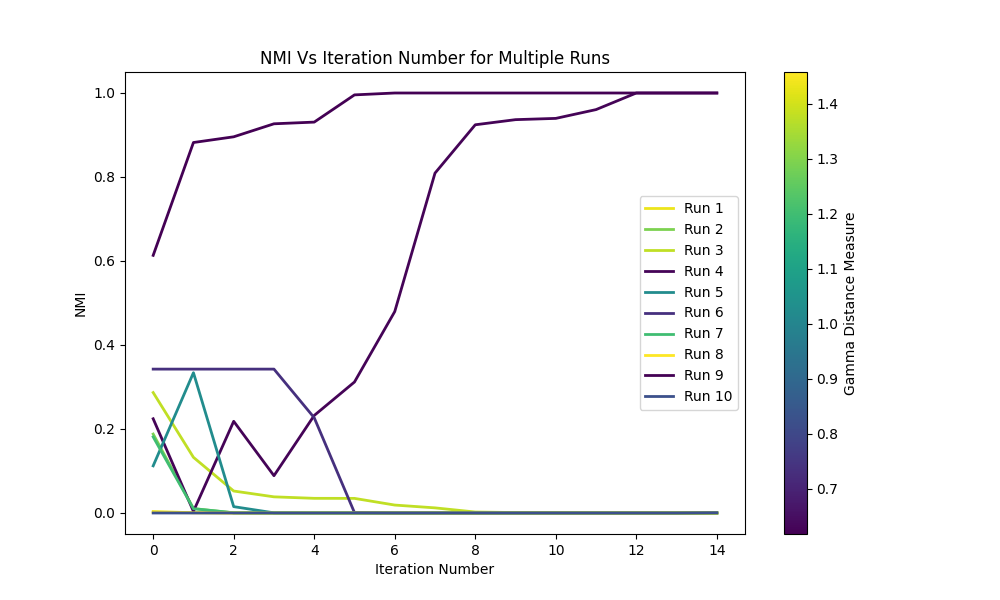 NMI Vs Iteration Number for Multiple Runs
NMI
1.0
0.8
0.6
0.4
0.2
0.0
0 2 4 6 8 10 12 14
Iteration Number
Run 1
Run 2
Run 3
Run 4
Run 5
Run 6
Run 7
Run 8
Run 9
Run 10
1.4
1.3
1.2
1.1
1.0
0.9
0.8
0.7
Gamma Distance Measure